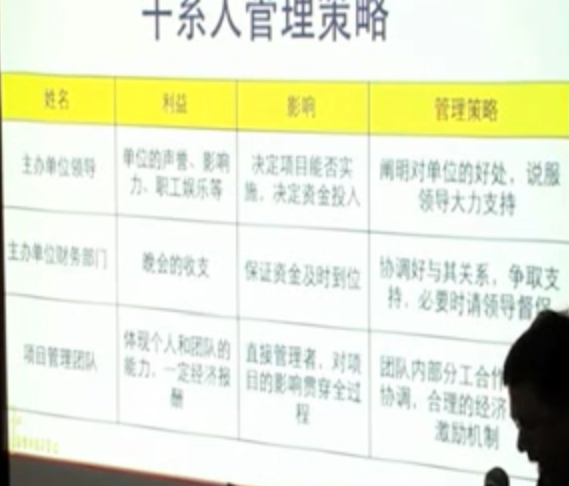 干系人管理策略
姓名 利益 影响 管理策略
主办单位领导
单位的声誉、影响
力、职工娱乐等
决定项目能否实
施，决定资金投入
阐明对单位的好处，说服
领导大力支持
主办单位财务部门
晚会的收支
保证资金及时到位
协调好与其关系，争取支
持，必要时请领导督促
项目管理团队
体现个人和团队的
能力，一定经济报
酬
直接管理者，对项
目的影响贯穿全过
程
团队内部分工合作
协调，合理的经济
激励机制